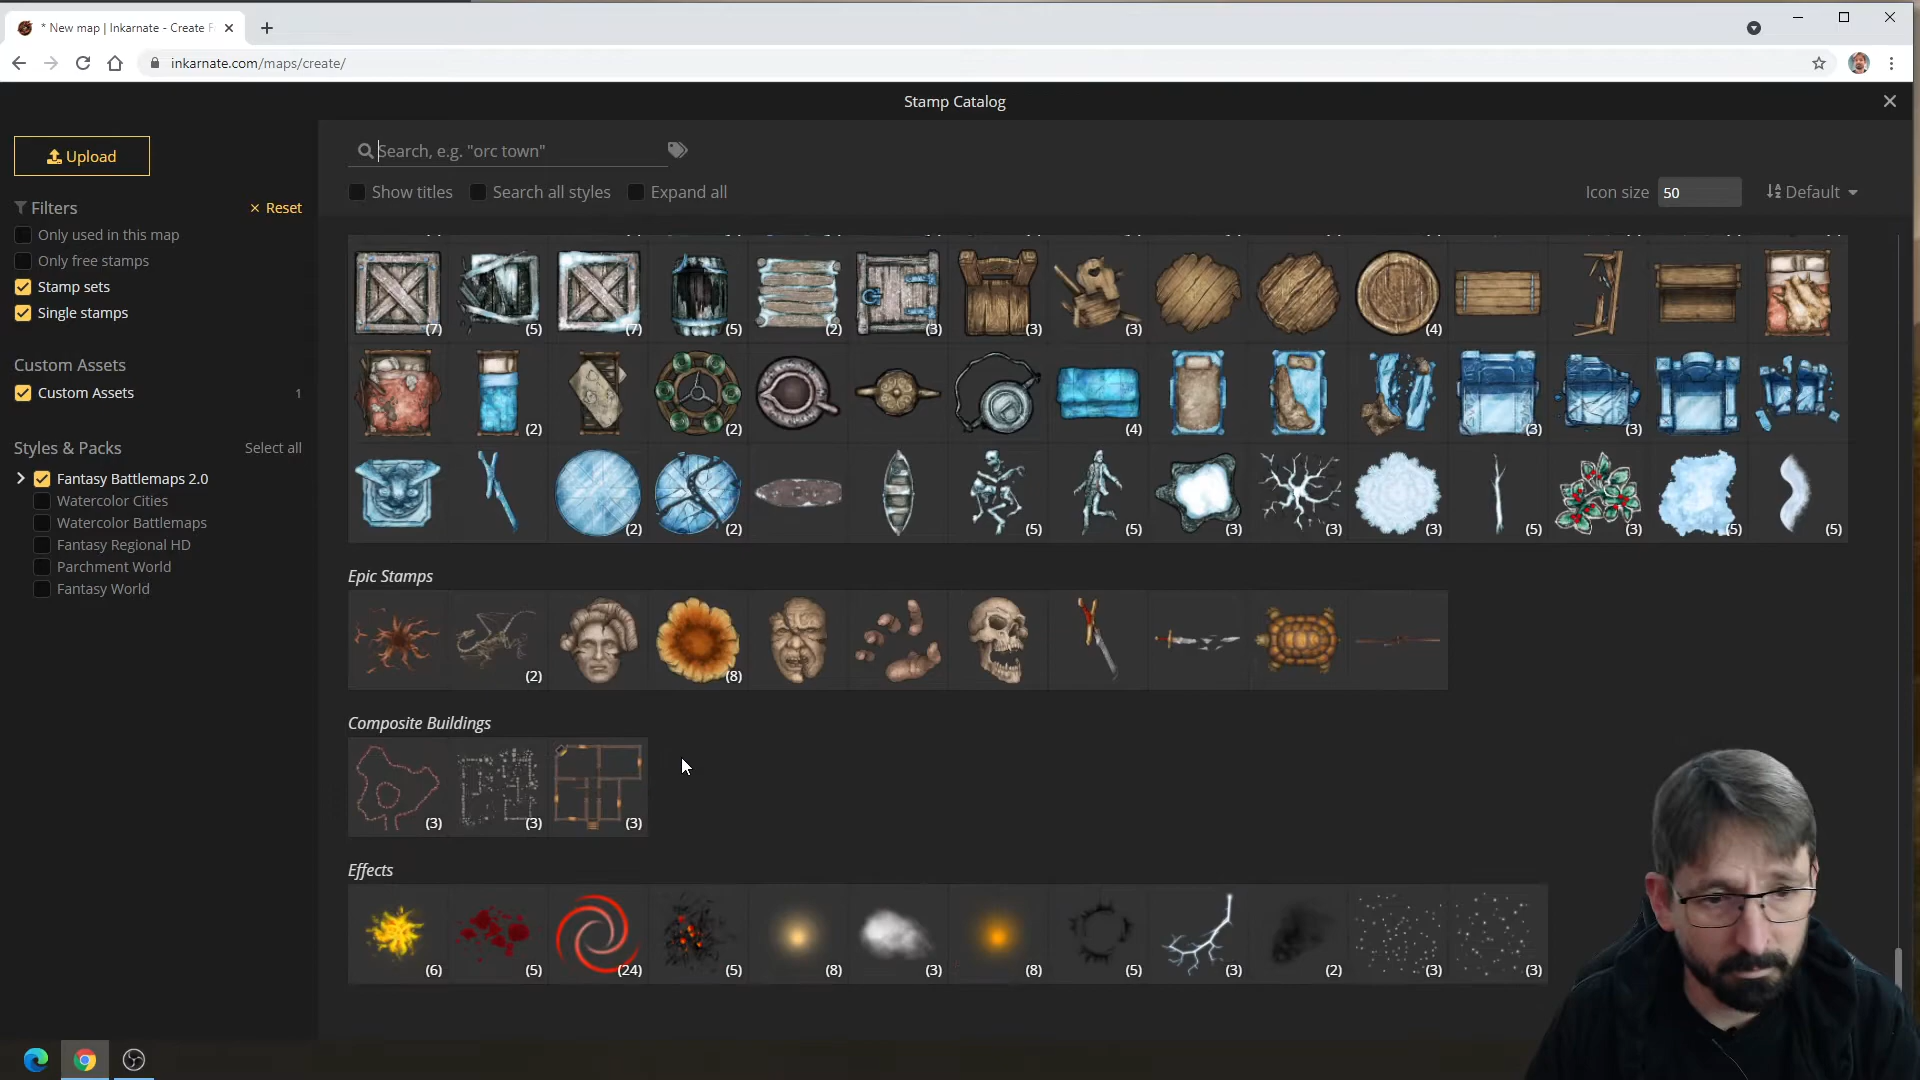 * New map | Inkarnate - Create F
inkarnate.com/maps/create/
Stamp Catalog
Upload
Search, e.g. "orc town"
Show titles
Search all styles
Expand all
Icon size
50
Default
Filters
Reset
Only used in this map
Only free stamps
Stamp sets
Single stamps
Custom Assets
Custom Assets
1
Styles & Packs
Select all
Fantasy Battlemaps 2.0
Watercolor Cities
Watercolor Battlemaps
Fantasy Regional HD
Parchment World
Fantasy World
(7) (5) (7) (5) (2) (3) (3) (3) (4)
(2) (2) (4) (3) (3)
(2) (2) (5) (5) (3) (3) (3) (5) (3) (5) (5)
Epic Stamps
(2) (8)
Composite Buildings
(3) (3) (3)
Effects
(6) (5) (24) (5) (8) (3) (8) (5) (3) (2) (3) (3)